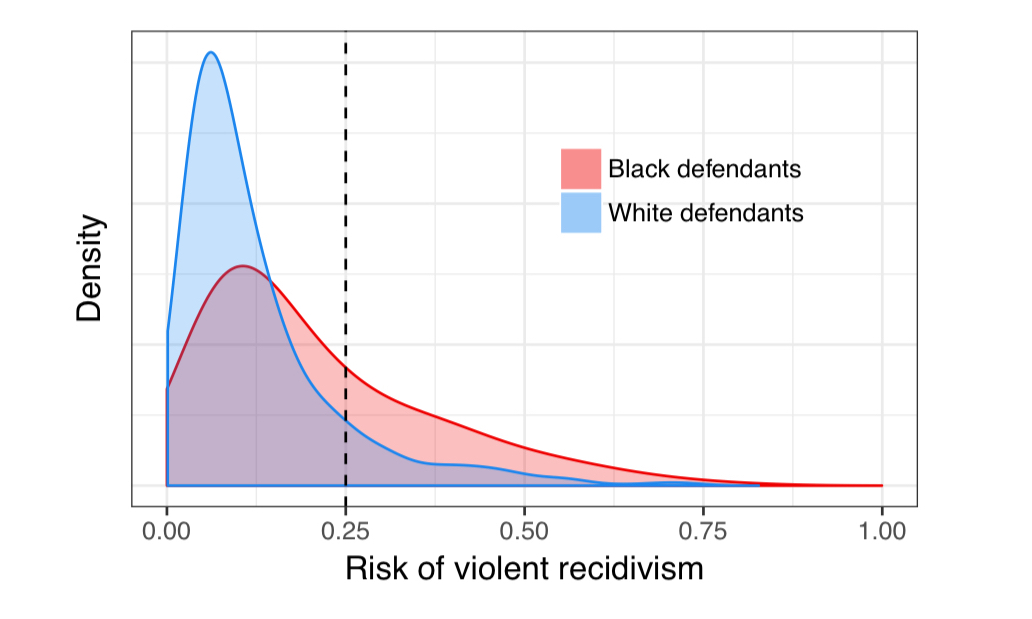 Black defendants
White defendants
Density
0.00 0.25 0.50 0.75 1.00
Risk of violent recidivism